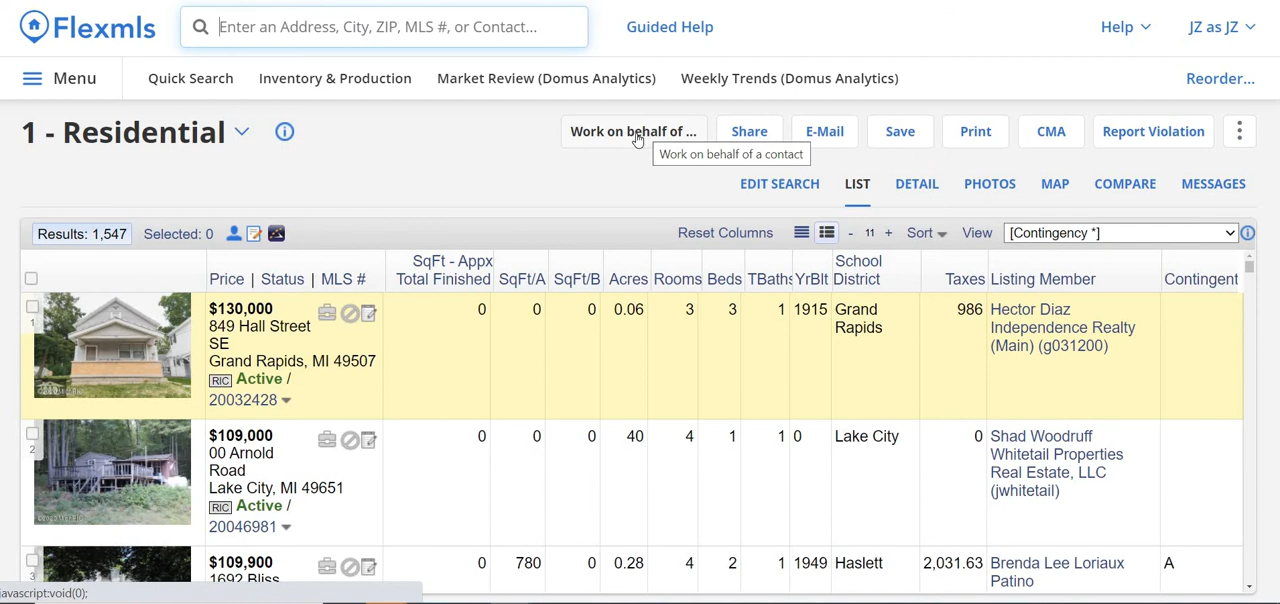 Flexmls
Enter an Address, City, ZIP, MLS #, or Contact...
Guided Help
Help
JZ as JZ
Menu
Quick Search
Inventory & Production
Market Review (Domus Analytics)
Weekly Trends (Domus Analytics)
Reorder...
1 - Residential
Work on behalf of ...
Share
E-Mail
Save
Print
CMA
Report Violation
Work on behalf of a contact
EDIT SEARCH
LIST
DETAIL
PHOTOS
MAP
COMPARE
MESSAGES
Results: 1,547
Selected: 0
Reset Columns
- 11 +
Sort
View
[Contingency *]
Price | Status | MLS #
SqFt - Appx
Total Finished
SqFt/A
SqFt/B
Acres
Rooms
Beds
TBaths
YrBlt
School
District
Taxes
Listing Member
Contingent
1
$130,000
849 Hall Street
SE
Grand Rapids, MI 49507
RIC Active /
20032428
0
0
0
0.06
3
3
1
1915
Grand
Rapids
986
Hector Diaz
Independence Realty
(Main) (g031200)
2
$109,000
00 Arnold
Road
Lake City, MI 49651
RIC Active /
20046981
0
0
0
40
4
1
1
0
Lake City
0
Shad Woodruff
Whitetail Properties
Real Estate, LLC
(jwhitetail)
3
$109,900
1692 Bliss
0
780
0
0.28
4
2
1
1949
Haslett
2,031.63
Brenda Lee Loriaux
Patino
A
javascript:void(0);